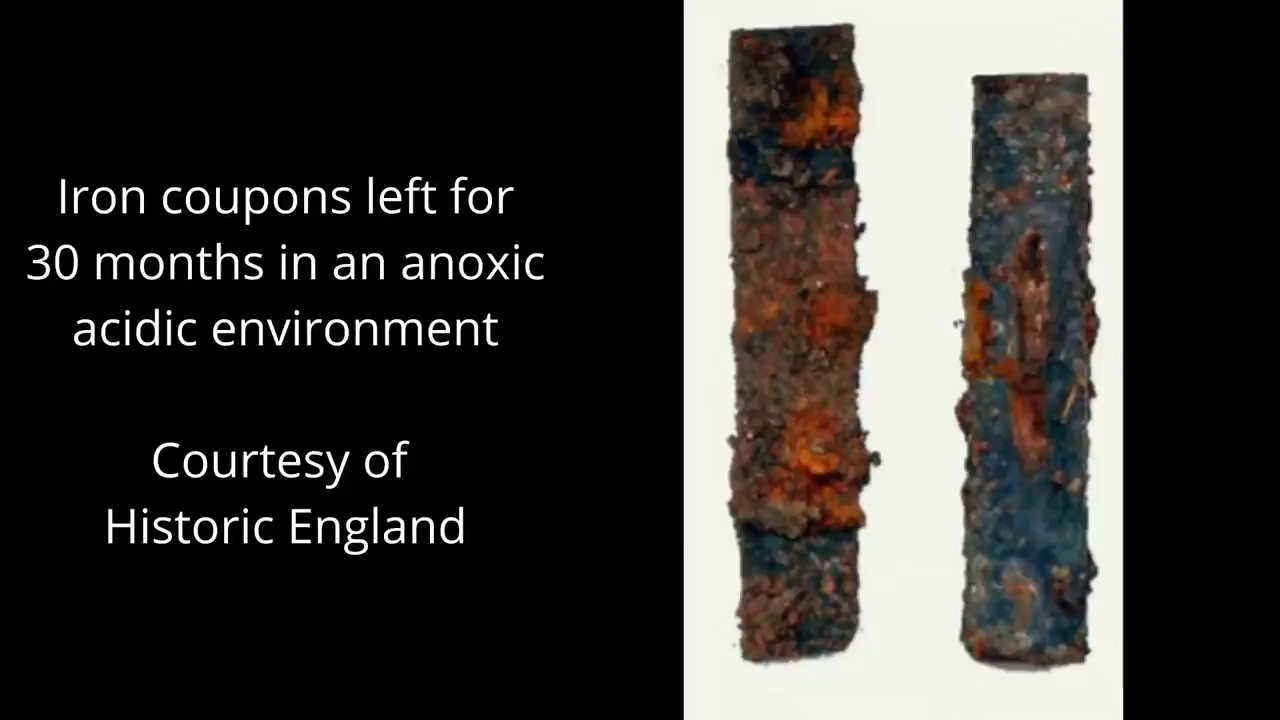 Iron coupons left for
30 months in an anoxic
acidic environment
Courtesy of
Historic England